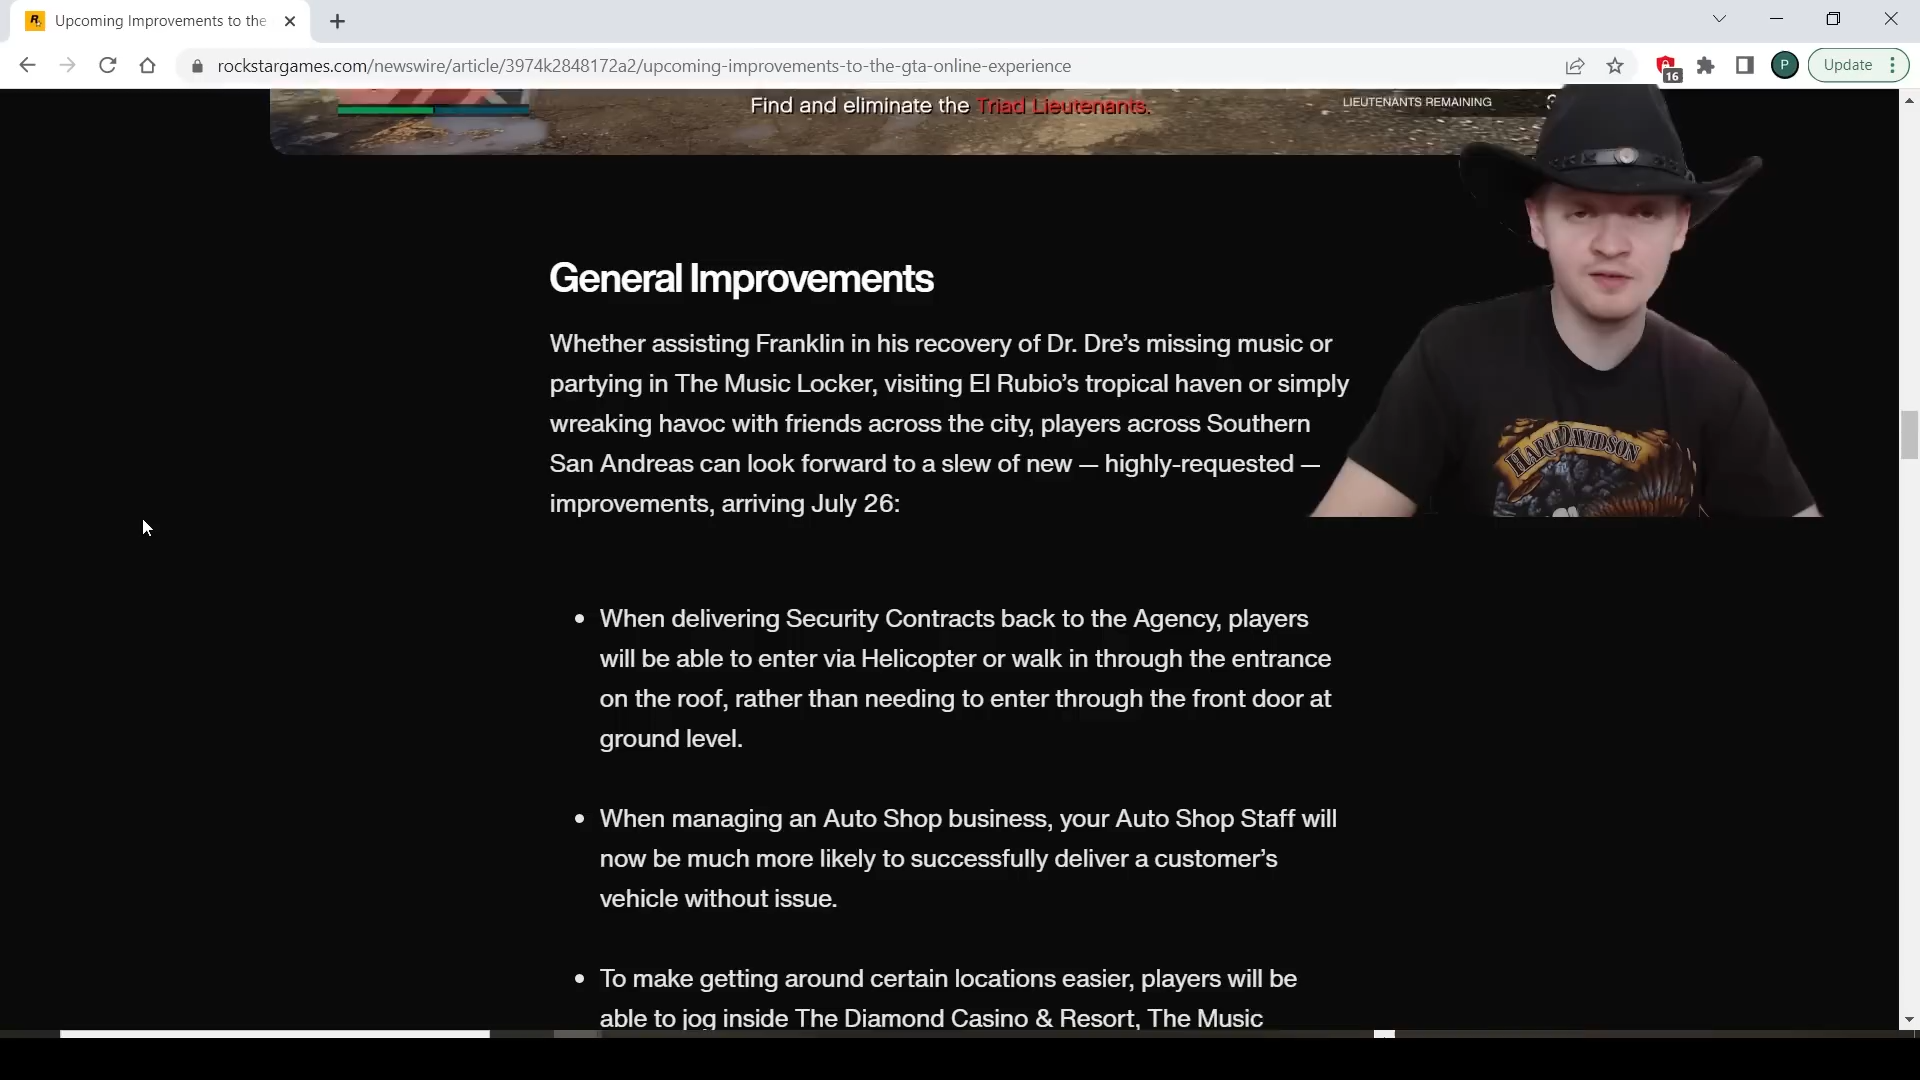 Upcoming Improvements to the
rockstargames.com/newswire/article/3974k2848172a2/upcoming-improvements-to-the-gta-online-experience
16
P
Update
Find and eliminate the Triad Lieutenants.
LIEUTENANTS REMAINING
General Improvements
Whether assisting Franklin in his recovery of Dr. Dre’s missing music or
partying in The Music Locker, visiting El Rubio’s tropical haven or simply
wreaking havoc with friends across the city, players across Southern
San Andreas can look forward to a slew of new — highly-requested —
improvements, arriving July 26:
HARLEY-DAVIDSON
• When delivering Security Contracts back to the Agency, players
will be able to enter via Helicopter or walk in through the entrance
on the roof, rather than needing to enter through the front door at
ground level.
• When managing an Auto Shop business, your Auto Shop Staff will
now be much more likely to successfully deliver a customer’s
vehicle without issue.
• To make getting around certain locations easier, players will be
able to jog inside The Diamond Casino & Resort, The Music